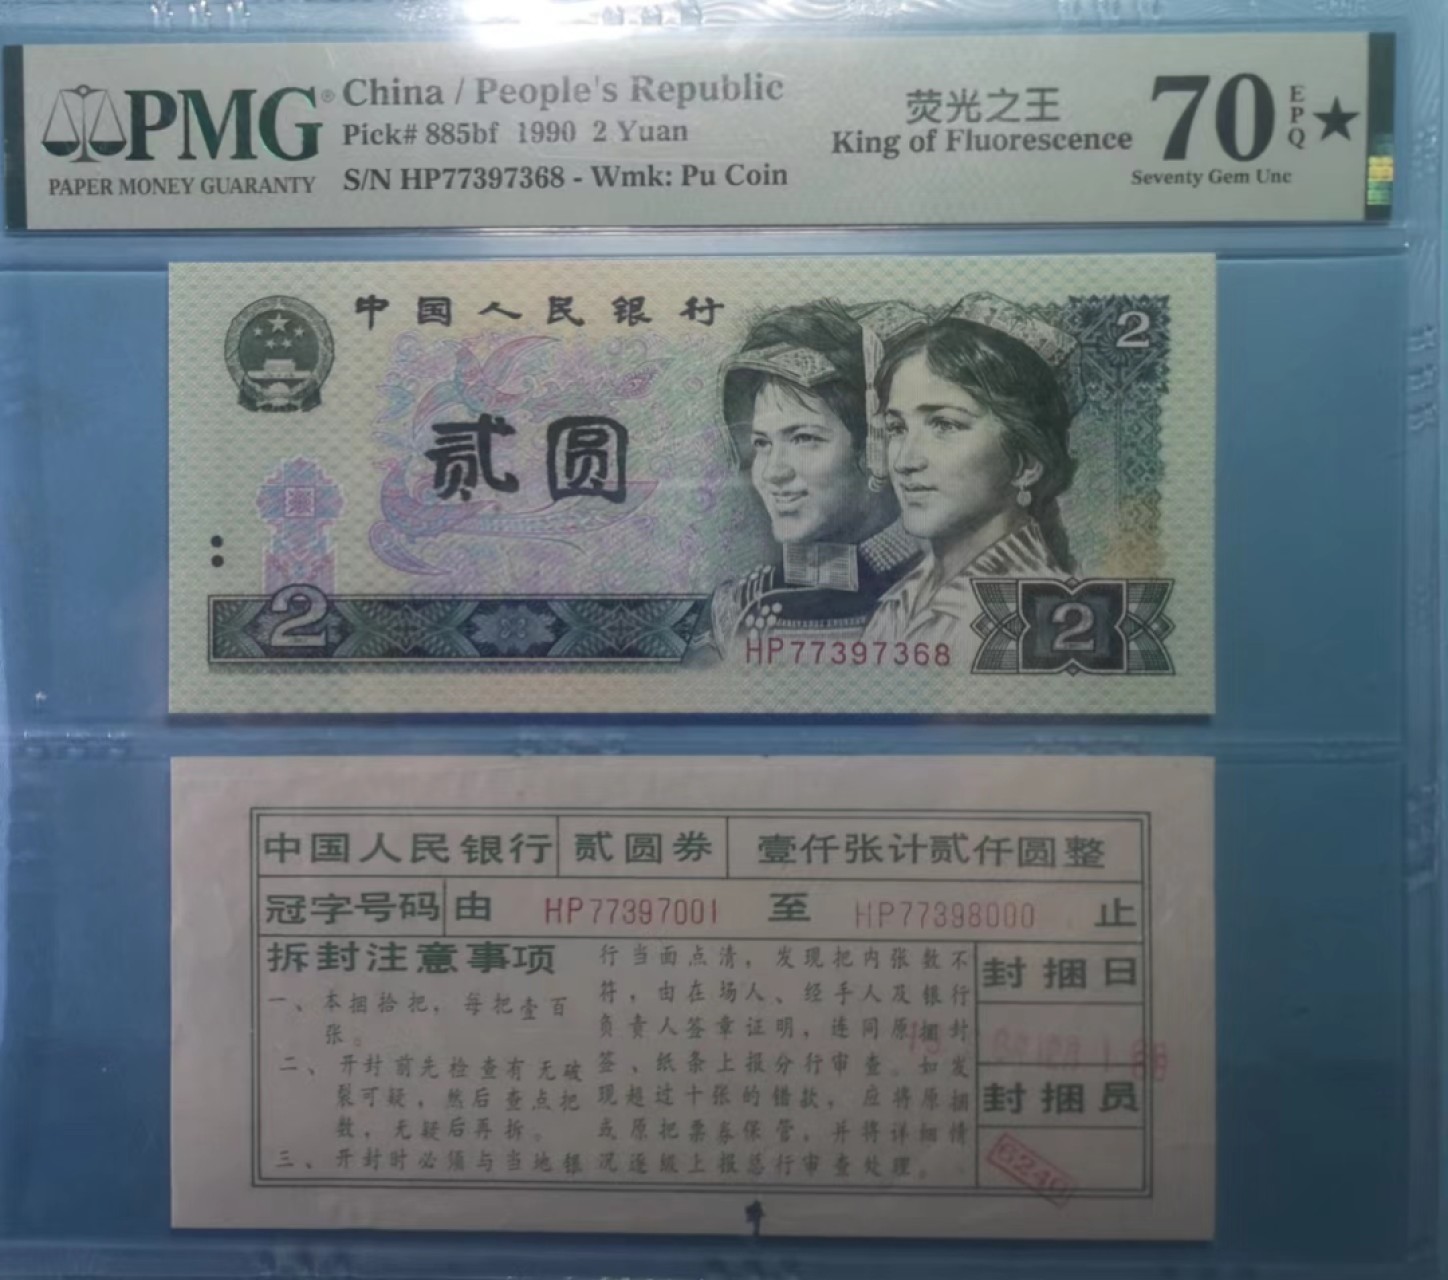 PMG®
PAPER MONEY GUARANTY
China / People's Republic
Pick# 885bf 1990 2 Yuan
S/N HP77397368 - Wmk: Pu Coin
荧光之王
King of Fluorescence
70 EPQ★
Seventy Gem Unc
中国人民银行
2
贰圆
2
HP77397368
2
中国人民银行 贰圆券 壹仟张计贰仟圆整
冠字号码 由 HP77397001 至 HP77398000 止
拆封注意事项
一、本捆拾把，每把壹百
张。
二、开封前先检查有无破
裂可疑，然后查点把
数，无疑后再拆。
三、开封时必须与当地银
行当面点清，发现把内张数不
符，由在场人、经手人及银行
负责人签章证明，连同原捆封
签、纸条上报分行审查。如发
现超过十张的错款，应将原捆
或原把票券保管，并将详细情
况逐级上报总行审查处理。
封捆日
封捆员
6240